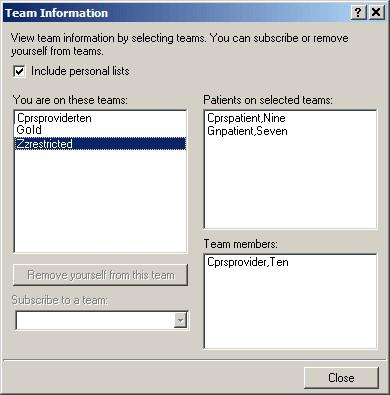 Team Information
View team information by selecting teams. You can subscribe or remove
yourself from teams.
Include personal lists
You are on these teams:
Cprsproviderten
Gold
Zzrestricted
Remove yourself from this team
Subscribe to a team:
Patients on selected teams:
Cprspatient,Nine
Gnpatient,Seven
Team members:
Cprsprovider,Ten
Close